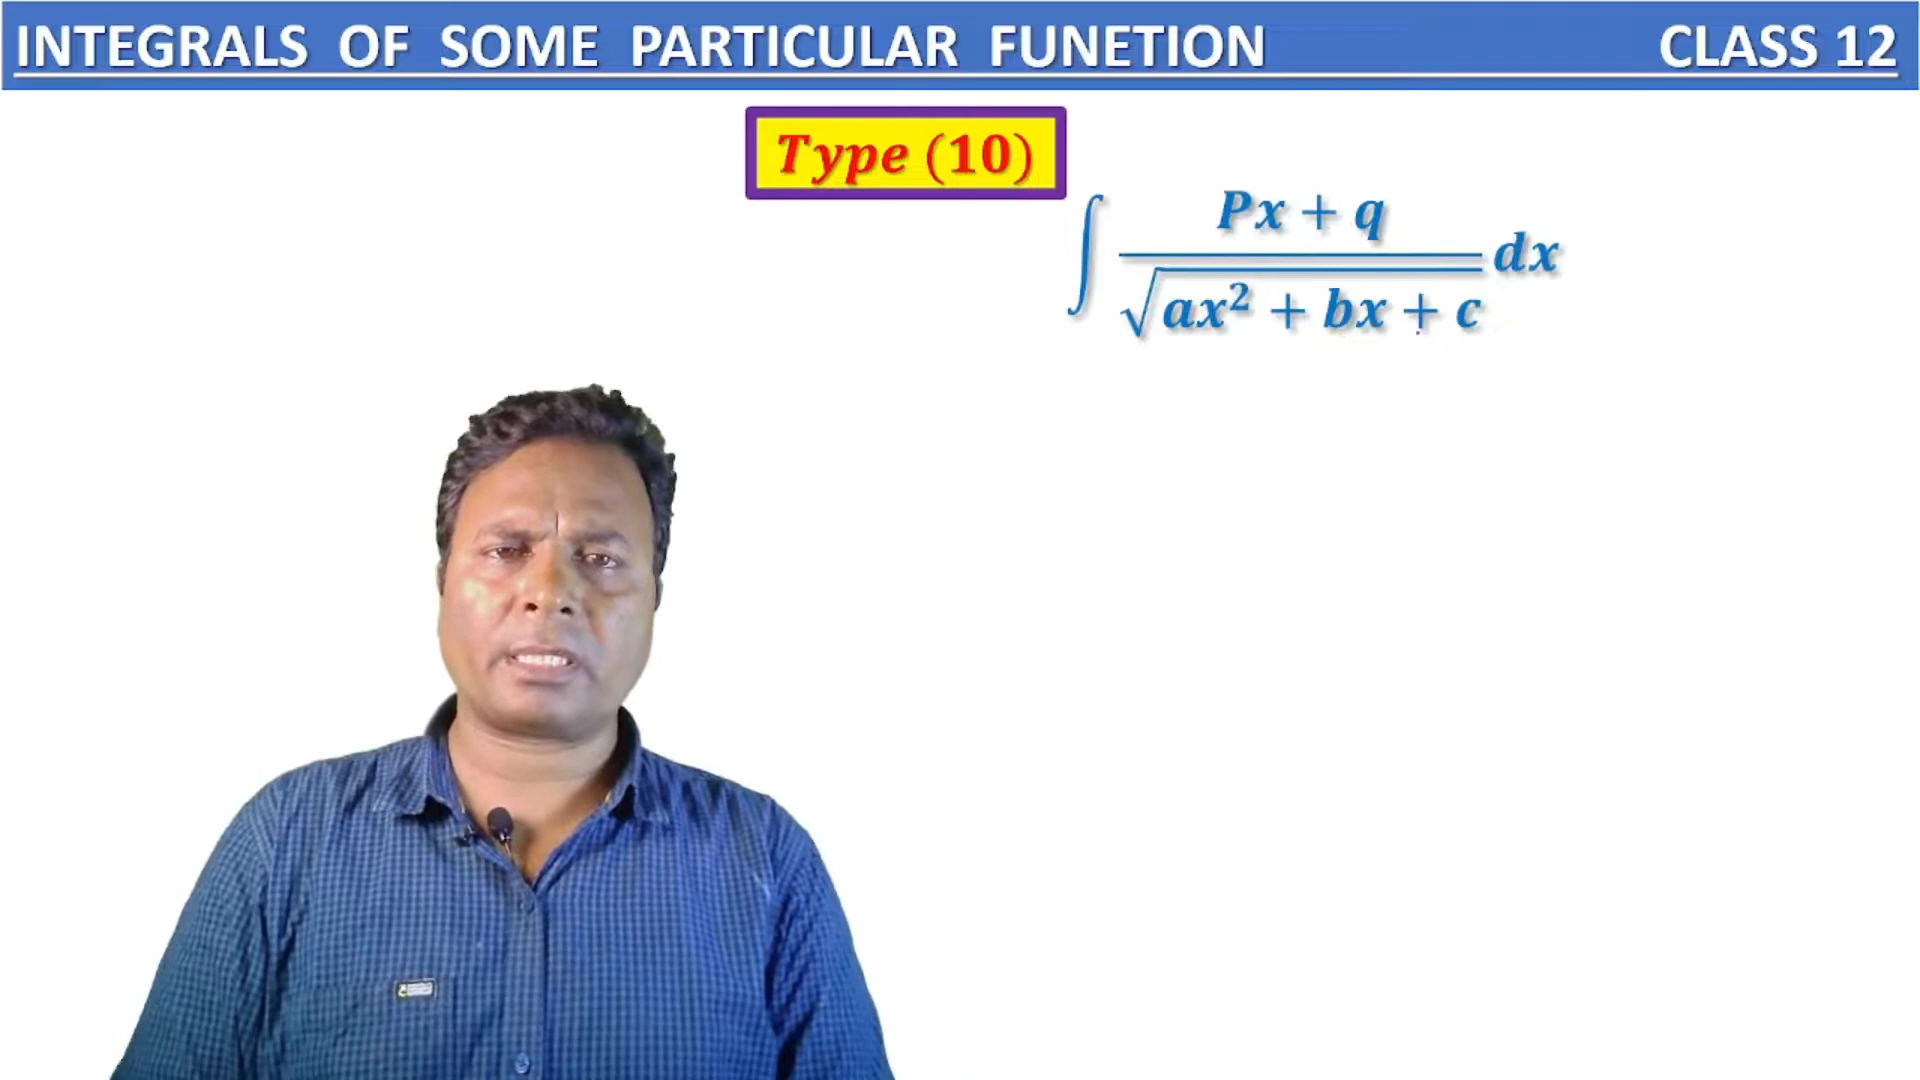 INTEGRALS OF SOME PARTICULAR FUNETION CLASS 12
Type (10)
∫ Px + q / √(ax² + bx + c) dx